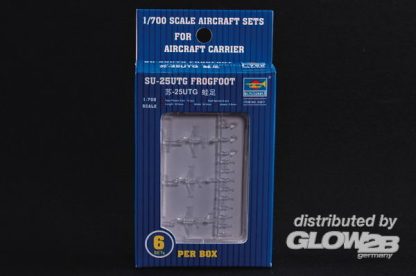 1/700 SCALE AIRCRAFT SETS
FOR
AIRCRAFT CARRIER
SU-25UTG FROGFOOT
苏-25UTG 蛙足
1:700
SCALE
6
PER BOX
distributed by
GLOW2B
germany